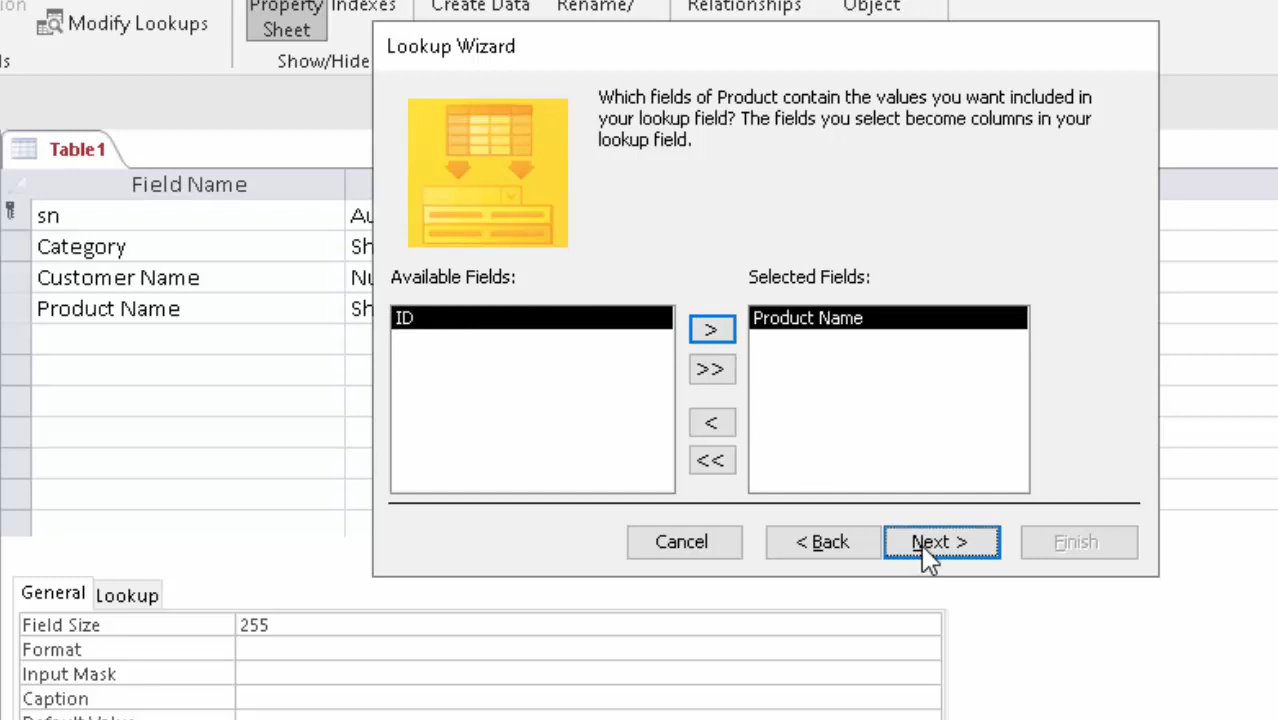 Property
Indexes
Create Data
Rename/
Relationships
Object
Modify Lookups
Sheet
Show/Hide
Lookup Wizard
Which fields of Product contain the values you want included in
your lookup field? The fields you select become columns in your
lookup field.
Table1
Field Name
sn
Category
Customer Name
Product Name
Available Fields:
Selected Fields:
ID
Product Name
>
>>
<
<<
Cancel
< Back
Next >
Finish
General
Lookup
Field Size
255
Format
Input Mask
Caption